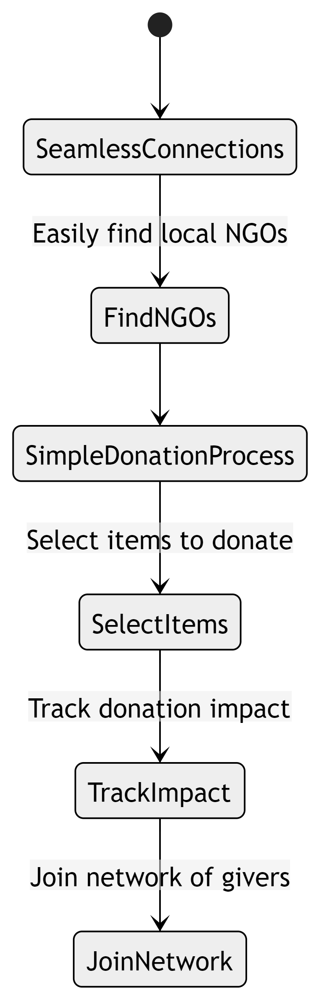 SeamlessConnections
Easily find local NGOs
FindNGOs
SimpleDonationProcess
Select items to donate
SelectItems
Track donation impact
TrackImpact
Join network of givers
JoinNetwork